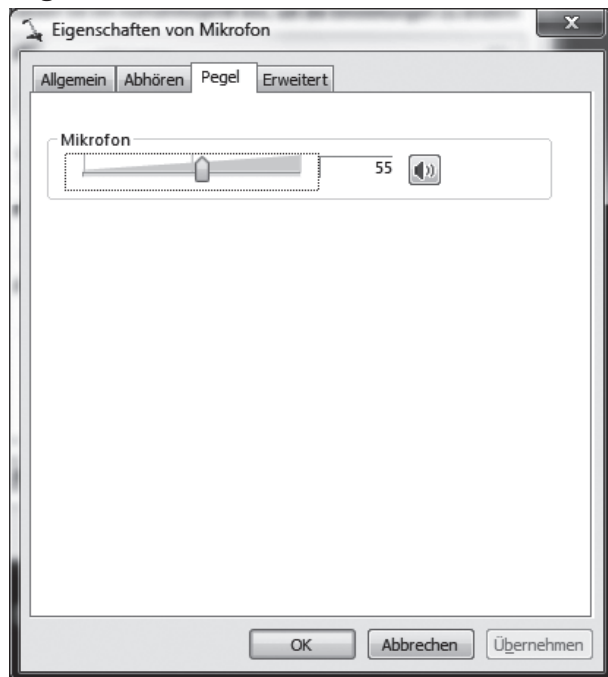 Eigenschaften von Mikrofon
Allgemein Abhören Pegel Erweitert
Mikrofon
55
OK Abbrechen Übernehmen